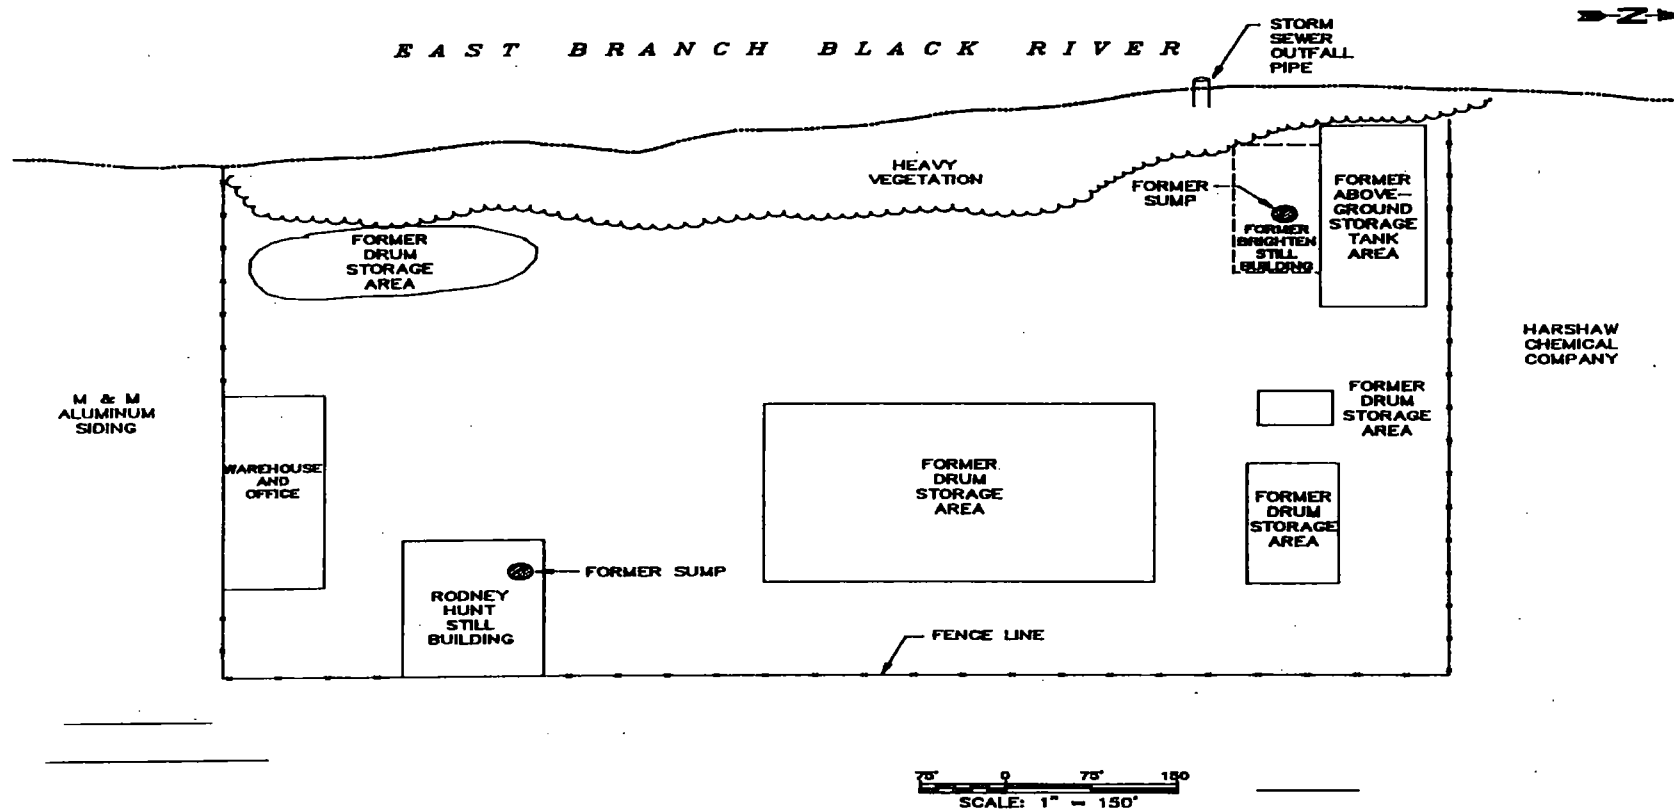 N
EAST BRANCH BLACK RIVER
STORM
SEWER
OUTFALL
PIPE
HEAVY
VEGETATION
FORMER
SUMP
FORMER
BRIGHTEN
STILL
BUILDING
FORMER
ABOVE-
GROUND
STORAGE
TANK
AREA
FORMER
DRUM
STORAGE
AREA
HARSHAW
CHEMICAL
COMPANY
M & M
ALUMINUM
SIDING
FORMER
DRUM
STORAGE
AREA
WAREHOUSE
AND
OFFICE
FORMER
DRUM
STORAGE
AREA
FORMER
DRUM
STORAGE
AREA
FORMER SUMP
RODNEY
HUNT
STILL
BUILDING
FENCE LINE
75' 0 75' 150
SCALE: 1" = 150'